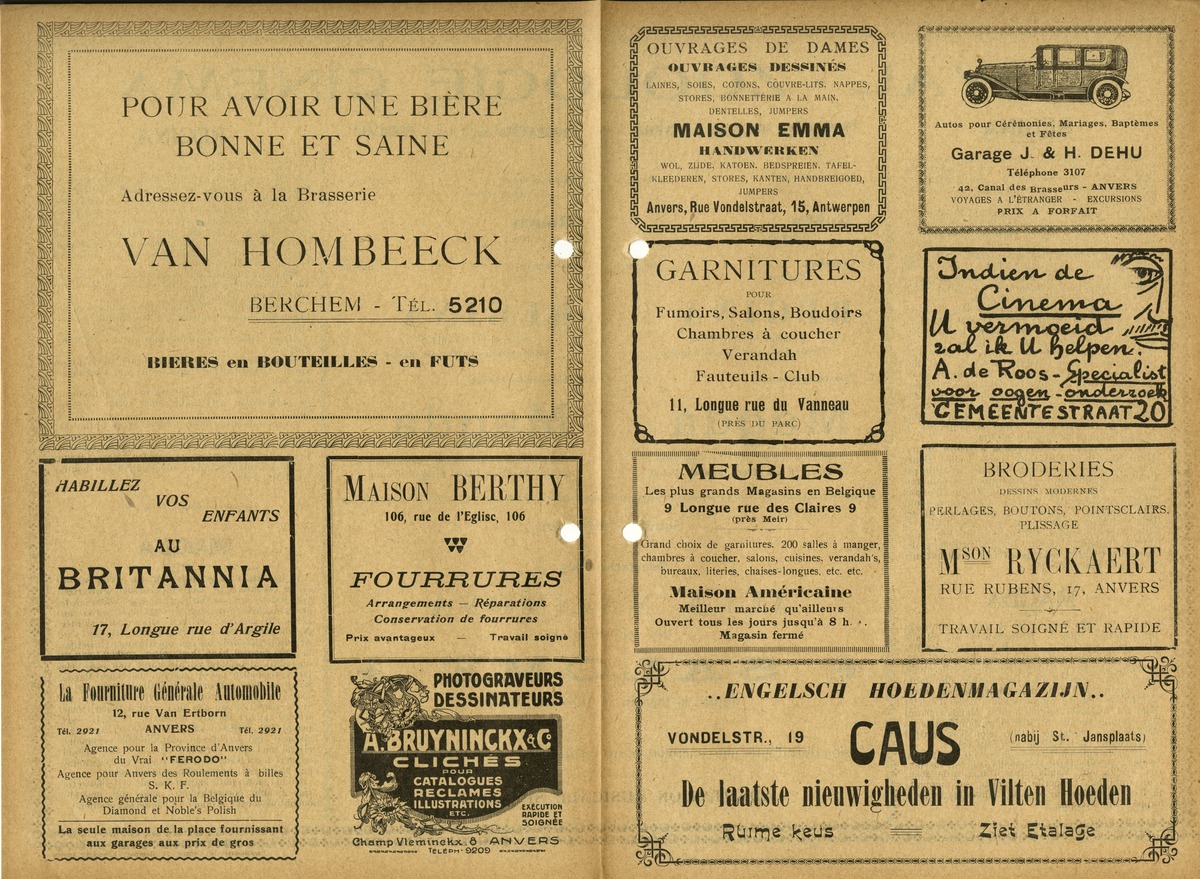 POUR AVOIR UNE BIÈRE
BONNE ET SAINE
Adressez-vous à la Brasserie
VAN HOMBEECK
BERCHEM - TÉL. 5210
BIERES en BOUTEILLES - en FUTS
HABILLEZ
VOS
ENFANTS
AU
BRITANNIA
17, Longue rue d'Argile
MAISON BERTHY
106, rue de l'Eglise, 106
FOURRURES
Arrangements — Réparations
Conservation de fourrures
Prix avantageux — Travail soigné
La Fourniture Générale Automobile
12, rue Van Ertborn
Tél. 2921 ANVERS Tél. 2921
Agence pour la Province d'Anvers
du Vrai "FERODO"
Agence pour Anvers des Roulements à billes
S. K. F.
Agence générale pour la Belgique du
Diamond et Noble's Polish
La seule maison de la place fournissant
aux garages aux prix de gros
PHOTOGRAVEURS
DESSINATEURS
A. BRUYNINCKX & Co
CLICHÉS
POUR
CATALOGUES
RECLAMES
ILLUSTRATIONS
ETC.
EXÉCUTION
RAPIDE ET
SOIGNÉE
Champ Vleminckx. 8 ANVERS
TELÉPH. 9209
OUVRAGES DE DAMES
OUVRAGES DESSINÉS
LAINES, SOIES, COTONS, COUVRE-LITS, NAPPES,
STORES, BONNETTERIE A LA MAIN,
DENTELLES, JUMPERS
MAISON EMMA
HANDWERKEN
WOL, ZIJDE, KATOEN, BEDSPREIEN, TAFEL-
KLEEDEREN, STORES, KANTEN, HANDBREIGOED,
JUMPERS
Anvers, Rue Vondelstraat, 15, Antwerpen
Autos pour Cérémonies, Mariages, Baptèmes
et Fêtes
Garage J. & H. DEHU
Téléphone 3107
42, Canal des Brasseurs - ANVERS
VOYAGES A L'ÉTRANGER - EXCURSIONS
PRIX A FORFAIT
GARNITURES
POUR
Fumoirs, Salons, Boudoirs
Chambres à coucher
Verandah
Fauteuils - Club
11, Longue rue du Vanneau
(PRÈS DU PARC)
Indien de
Cinema
U vermoeid
zal ik U helpen.
A. de Roos - Specialist
voor oogen-onderzoek
GEMEENTESTRAAT 20
MEUBLES
Les plus grands Magasins en Belgique
9 Longue rue des Claires 9
(près Meir)
Grand choix de garnitures. 200 salles à manger,
chambres à coucher, salons, cuisines, verandah's,
bureaux, literies, chaises-longues, etc. etc.
Maison Américaine
Meilleur marché qu'ailleurs
Ouvert tous les jours jusqu'à 8 h.
Magasin fermé
BRODERIES
DESSINS MODERNES
PERLAGES, BOUTONS, POINTSCLAIRS,
PLISSAGE
MSON RYCKAERT
RUE RUBENS, 17, ANVERS
TRAVAIL SOIGNÉ ET RAPIDE
..ENGELSCH HOEDENMAGAZIJN..
VONDELSTR., 19 CAUS (nabij St. Jansplaats)
De laatste nieuwigheden in Vilten Hoeden
Ruime keus Ziet Etalage